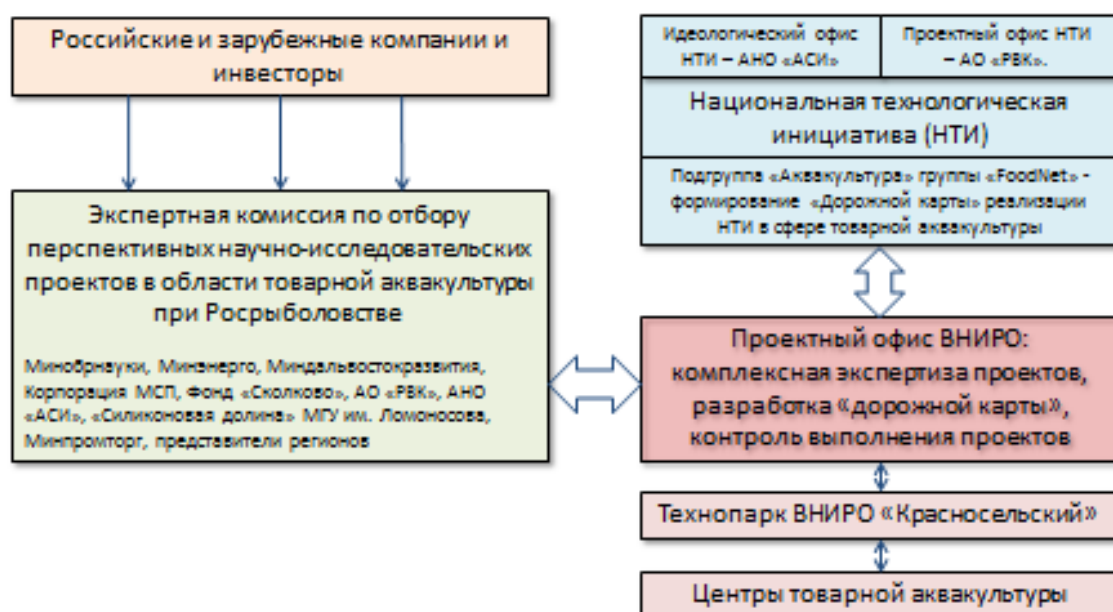 Российские и зарубежные компании и
инвесторы
Экспертная комиссия по отбору
перспективных научно-исследовательских
проектов в области товарной аквакультуры
при Росрыболовстве
Минобрнауки, Минэнерго, Миндальвостокразвития,
Корпорация МСП, Фонд «Сколково», АО «РВК», АНО
«АСИ», «Силиконовая долина» МГУ им. Ломоносова,
Минпромторг, представители регионов
Идеологический офис
НТИ – АНО «АСИ»
Проектный офис НТИ
– АО «РВК».
Национальная технологическая
инициатива (НТИ)
Подгруппа «Аквакультура» группы «FoodNet» -
формирование «Дорожной карты» реализации
НТИ в сфере товарной аквакультуры
Проектный офис ВНИРО:
комплексная экспертиза проектов,
разработка «дорожной карты»,
контроль выполнения проектов
Технопарк ВНИРО «Красносельский»
Центры товарной аквакультуры